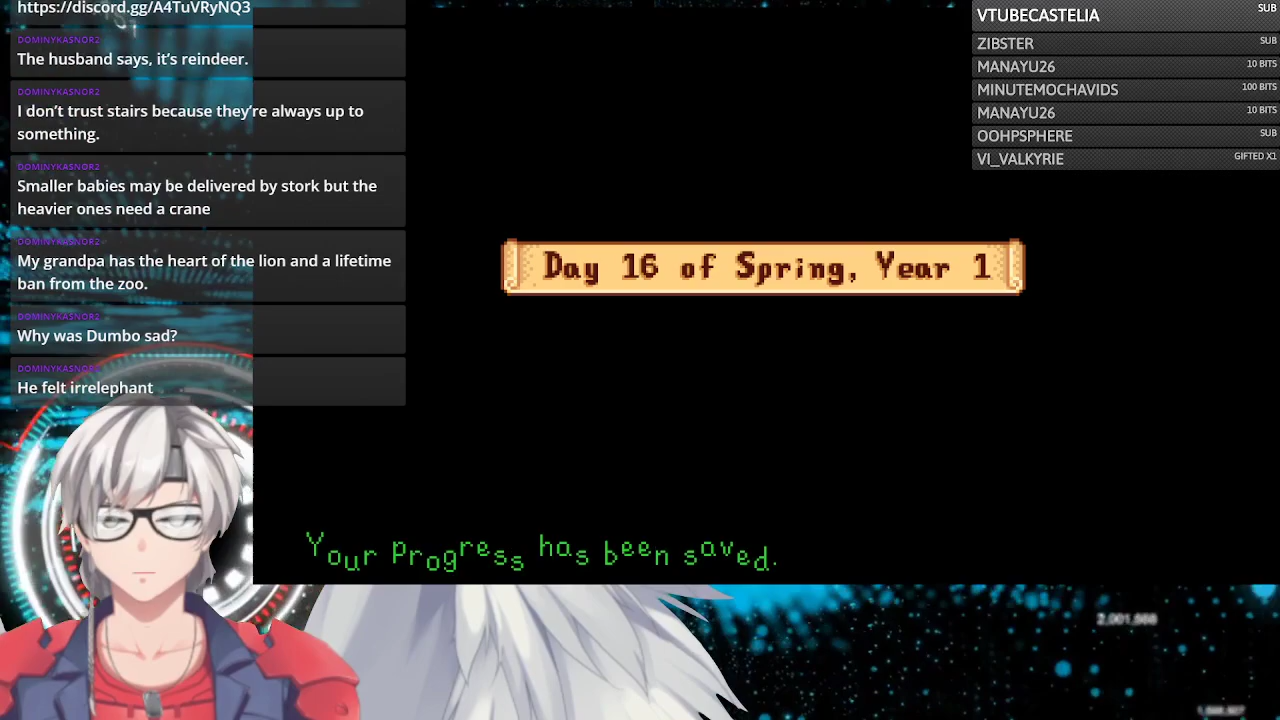 https://discord.gg/A4TuVRyNQ3
DOMINYKASNOR2
The husband says, it’s reindeer.
DOMINYKASNOR2
I don’t trust stairs because they’re always up to
something.
DOMINYKASNOR2
Smaller babies may be delivered by stork but the
heavier ones need a crane
DOMINYKASNOR2
My grandpa has the heart of the lion and a lifetime
ban from the zoo.
DOMINYKASNOR2
Why was Dumbo sad?
DOMINYKASNOR2
He felt irrelephant
VTUBECASTELIA SUB
ZIBSTER SUB
MANAYU26 10 BITS
MINUTEMOCHAVIDS 100 BITS
MANAYU26 10 BITS
OOHPSPHERE SUB
VI_VALKYRIE GIFTED X1
Day 16 of Spring, Year 1
Your progress has been saved.